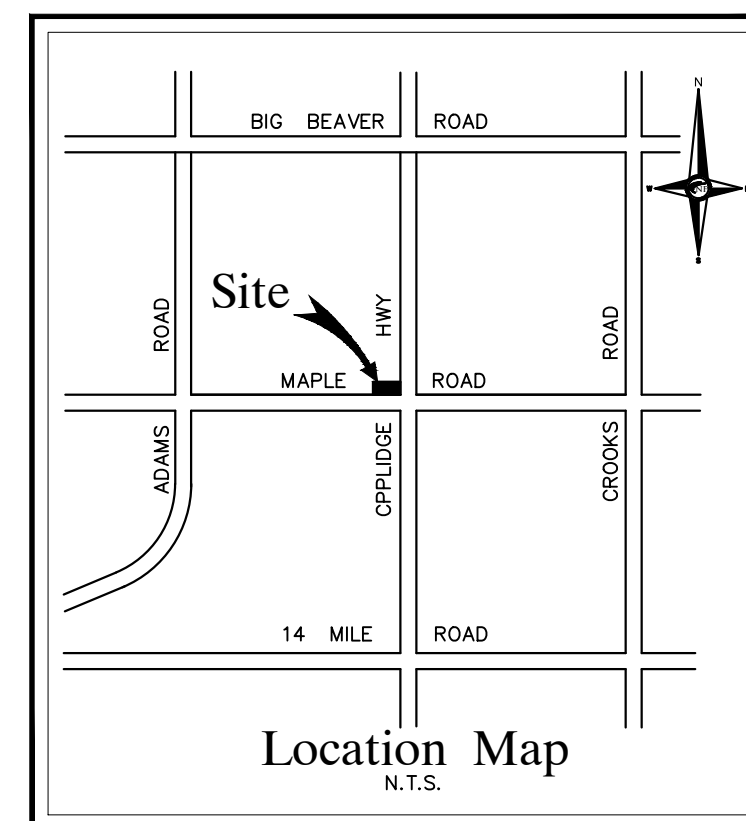 N
BIG BEAVER ROAD
W
S
Site
ROAD
HWY
ROAD
MAPLE ROAD
ADAMS
CPPLIDGE
CROOKS
14 MILE ROAD
Location Map
N.T.S.